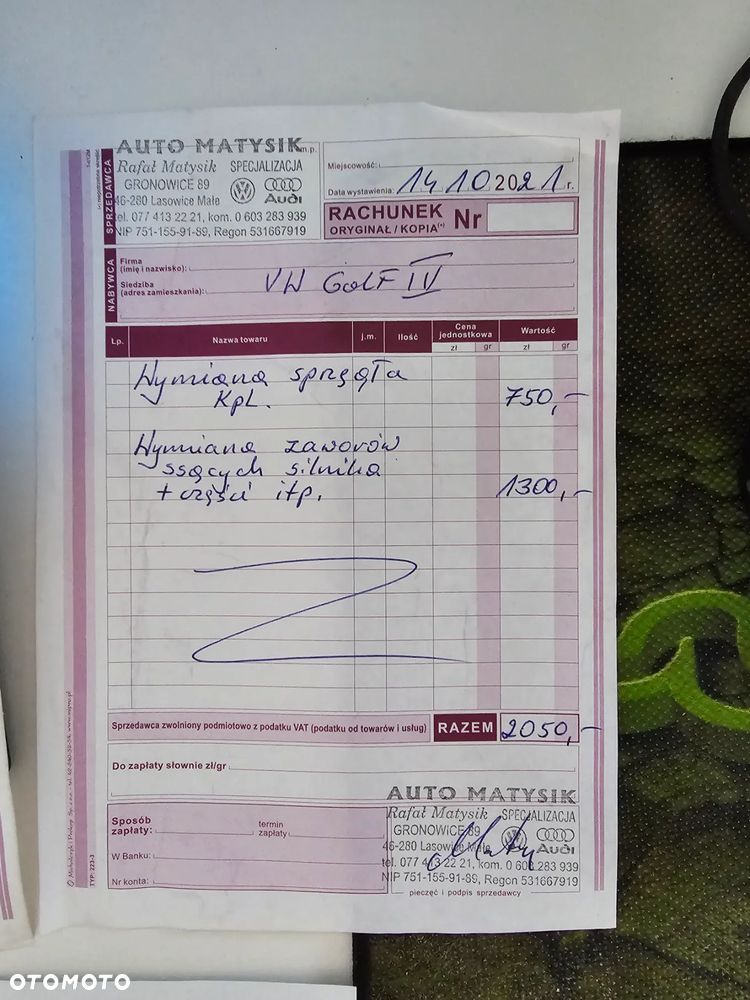 AUTO MATYSIK
Rafał Matysik SPECJALIZACJA
GRONOWICE 89
46-280 Lasowice Małe Audi
tel. 077 413 22 21, kom. 0 603 283 939
NIP 751-155-91-89, Regon 531667919
SPRZEDAWCA
m.p.
Miejscowość:
Data wystawienia: 14 10.2021. r.
RACHUNEK Nr
ORYGINAŁ / KOPIA(*)
NABYWCA
Firma
(imię i nazwisko):
Siedziba
(adres zamieszkania):
VW GOLF IV
Lp. Nazwa towaru j.m. Ilość Cena jednostkowa Wartość
zł gr zł gr
Wymiana sprzęgła
Kpl. 750,-
Wymiana zaworów
ssących silnika
+ części itp. 1300,-
Sprzedawca zwolniony podmiotowo z podatku VAT (podatku od towarów i usług) RAZEM 2050,-
Do zapłaty słownie zł/gr
Sposób
zapłaty:
termin
zapłaty
W Banku:
Nr konta:
AUTO MATYSIK
Rafał Matysik SPECJALIZACJA
GRONOWICE 89
46-280 Lasowice Małe Audi
tel. 077 413 22 21, kom. 0 603 283 939
NIP 751-155-91-89, Regon 531667919
pieczęć i podpis sprzedawcy
TYP: 223-3
OTOMOTO